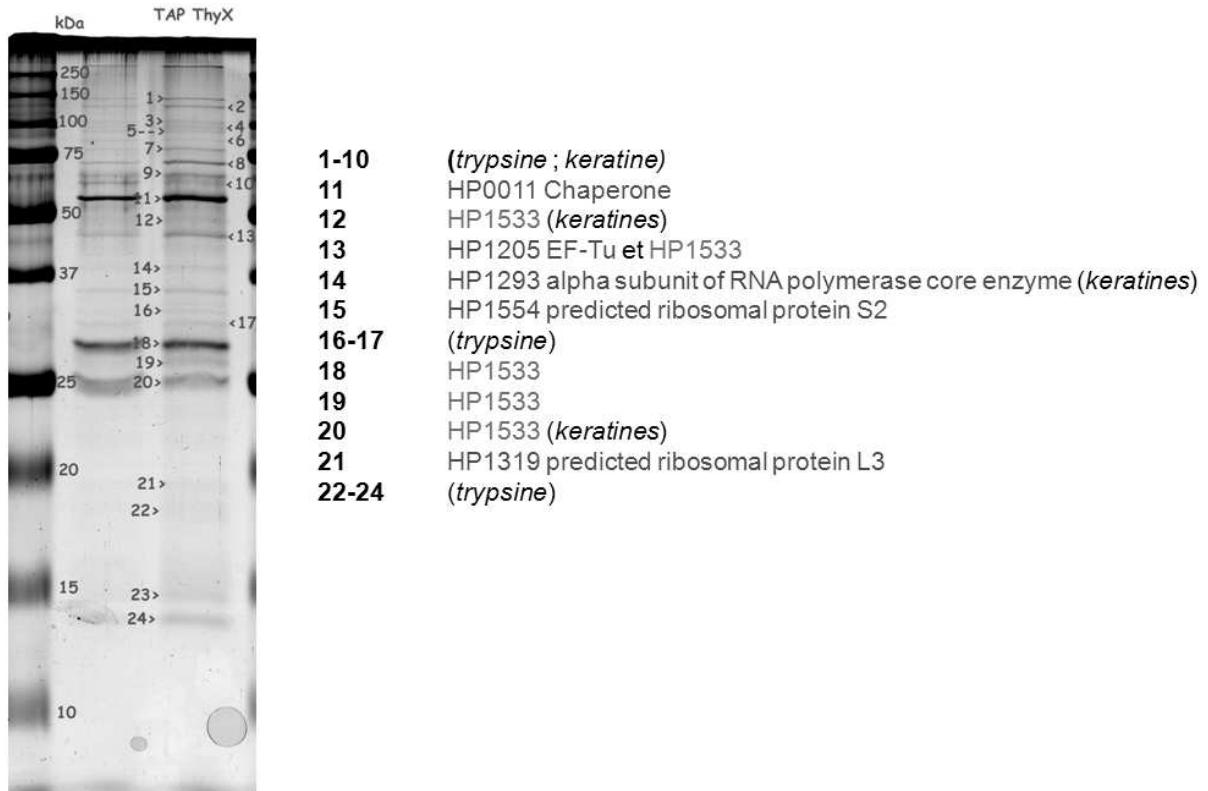 kDa
TAP ThyX
250
150
1>
<2
100
3>
<4
5--›
<6
75
7>
<8
9>
<10
11>
50
12>
<13
37
14>
15>
16>
<17
18>
19>
25
20>
20
21>
22>
15
23>
24>
10
1-10 (trypsine ; keratine)
11 HP0011 Chaperone
12 HP1533 (keratines)
13 HP1205 EF-Tu et HP1533
14 HP1293 alpha subunit of RNA polymerase core enzyme (keratines)
15 HP1554 predicted ribosomal protein S2
16-17 (trypsine)
18 HP1533
19 HP1533
20 HP1533 (keratines)
21 HP1319 predicted ribosomal protein L3
22-24 (trypsine)